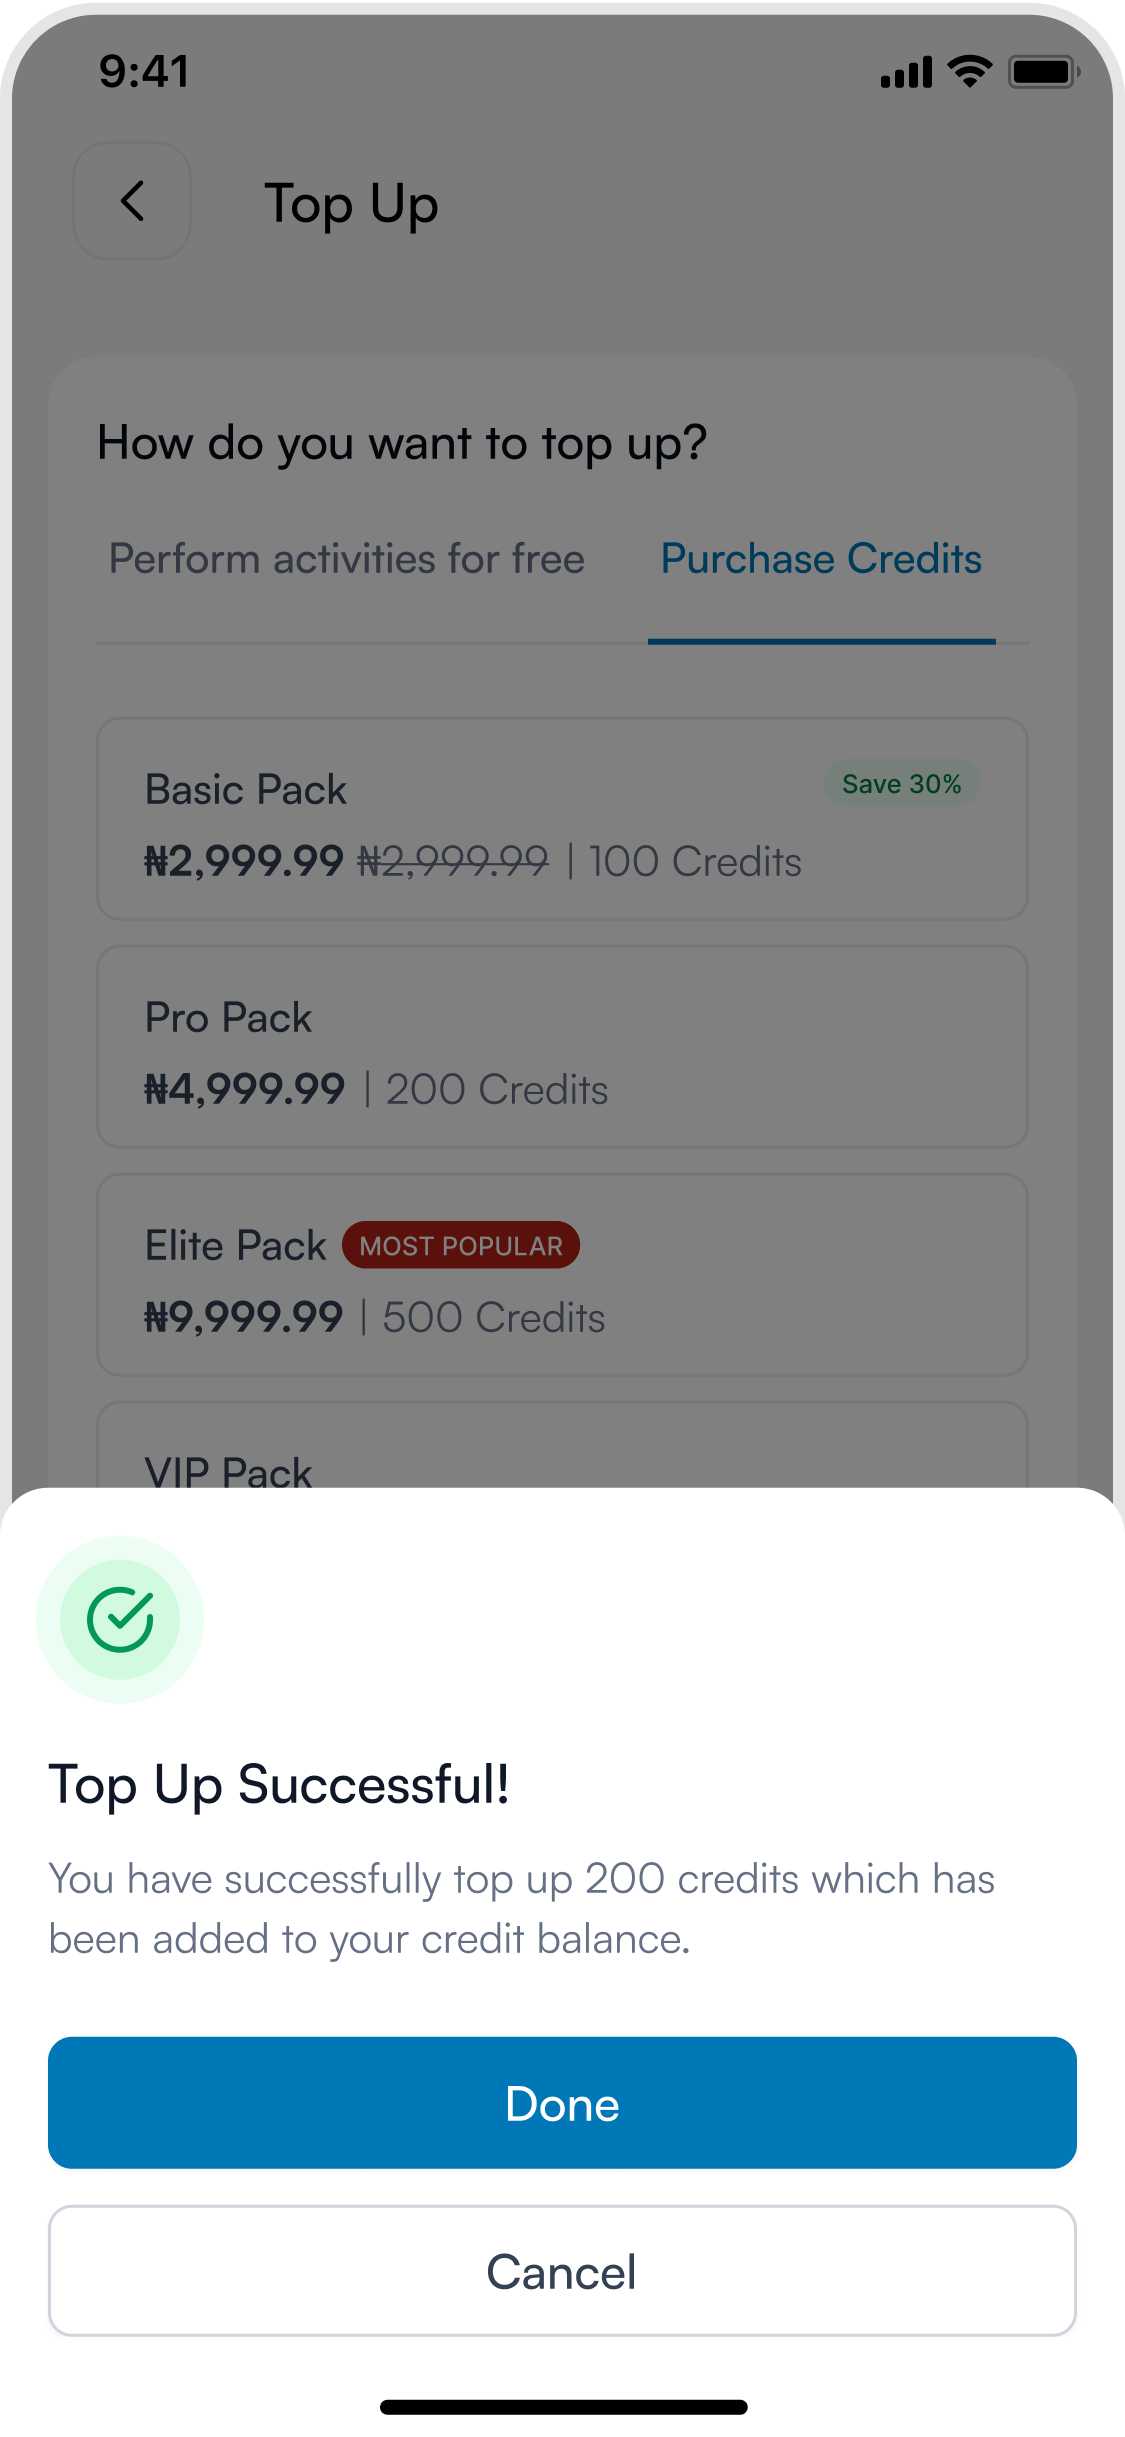 9:41
Top Up
How do you want to top up?
Perform activities for free Purchase Credits
Basic Pack Save 30%
₦2,999.99 ₦2,999.99 | 100 Credits
Pro Pack
₦4,999.99 | 200 Credits
Elite Pack MOST POPULAR
₦9,999.99 | 500 Credits
VIP Pack
Top Up Successful!
You have successfully top up 200 credits which has
been added to your credit balance.
Done
Cancel